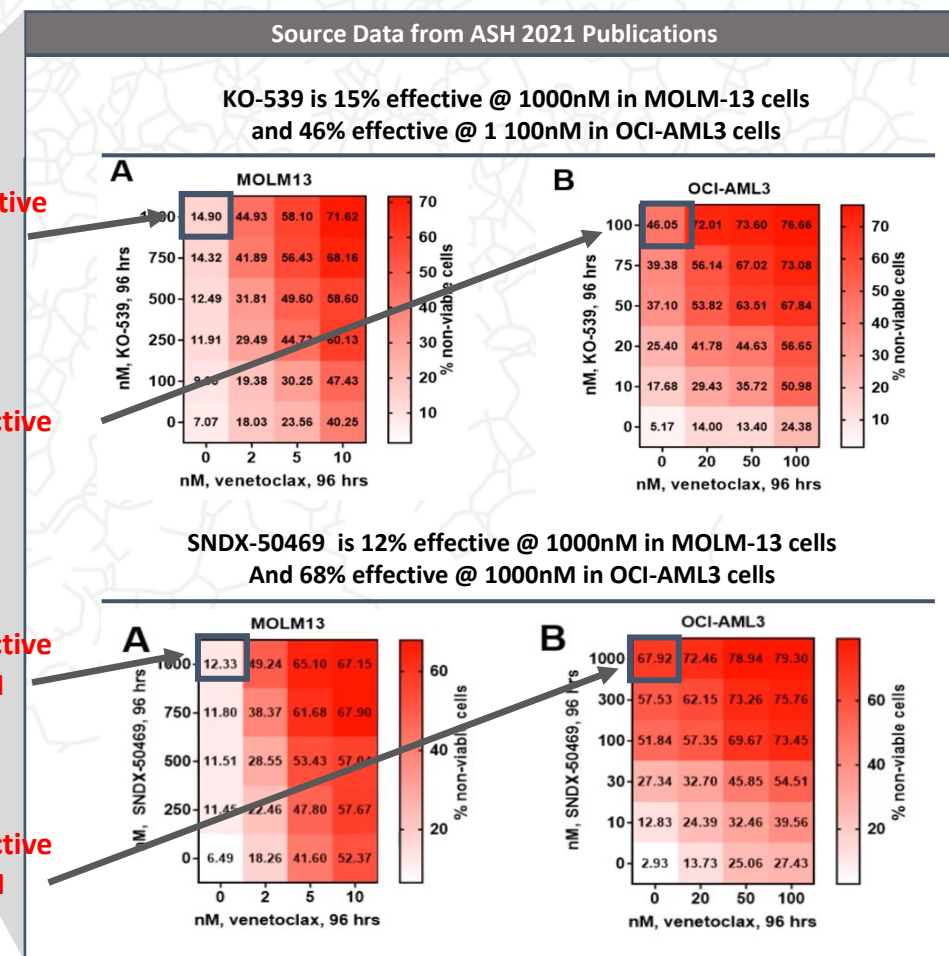 Source Data from ASH 2021 Publications
KO-539 is 15% effective @ 1000nM in MOLM-13 cells
and 46% effective @ 1 100nM in OCI-AML3 cells
A
MOLM13
nM, KO-539, 96 hrs
14.90 44.93 58.10 71.62
750 14.32 41.89 56.43 68.16
500 12.49 31.81 49.60 58.60
250 11.91 29.49 60.13
100 19.38 30.25 47.43
0 7.07 18.03 23.56 40.25
0 2 5 10
nM, venetoclax, 96 hrs
70
60
50
40
30
20
10
% non-viable cells
B
OCI-AML3
nM, KO-539, 96 hrs
100 46.05 72.01 73.60 76.66
75 39.38 56.14 67.02 73.08
50 37.10 53.82 63.51 67.84
20 25.40 41.78 44.63 56.65
10 17.68 29.43 35.72 50.98
0 5.17 14.00 13.40 24.38
0 20 50 100
nM, venetoclax, 96 hrs
70
60
50
40
30
20
10
% non-viable cells
SNDX-50469 is 12% effective @ 1000nM in MOLM-13 cells
And 68% effective @ 1000nM in OCI-AML3 cells
A
MOLM13
nM, SNDX-50469, 96 hrs
1000 12.33 49.24 65.10 67.15
750 11.80 38.37 61.68 67.90
500 11.51 28.55 53.43
250 11.45 22.46 47.80 57.67
0 6.49 18.26 41.60 52.37
0 2 5 10
nM, venetoclax, 96 hrs
60
40
20
% non-viable cells
B
OCI-AML3
nM, SNDX-50469, 96 hrs
1000 67.92 72.46 78.94 79.30
300 57.53 62.15 73.26 75.76
100 51.84 57.35 69.67 73.45
30 27.34 32.70 45.85 54.51
10 12.83 24.39 32.46 39.56
0 2.93 13.73 25.06 27.43
0 20 50 100
nM, venetoclax, 96 hrs
60
40
20
% non-viable cells